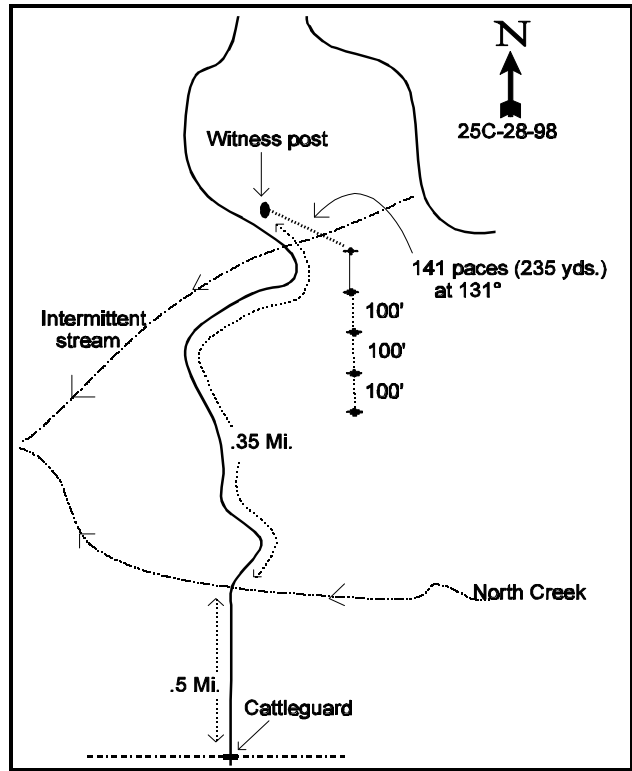 N
25C-28-98
Witness post
141 paces (235 yds.)
at 131°
100'
100'
100'
Intermittent
stream
.35 Mi.
North Creek
.5 Mi.
Cattleguard